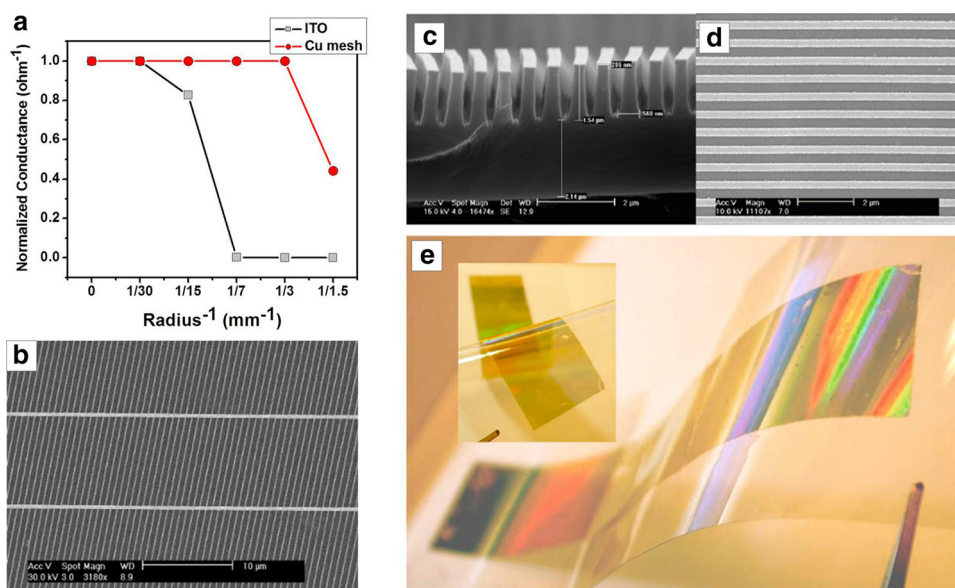 a
ITO
Cu mesh
Normalized Conductance (ohm⁻¹)
1.0
0.8
0.6
0.4
0.2
0.0
0 1/30 1/15 1/7 1/3 1/1.5
Radius⁻¹ (mm⁻¹)
b
Acc.V Spot Magn WD 10 µm
30.0 kV 3.0 3180x 8.9
c
1.54 µm
560 nm
2.14 µm
Acc.V Spot Magn Det WD 2 µm
15.0 kV 4.0 16474x SE 12.9
d
Acc.V Magn WD 2 µm
10.0 kV 11107x 7.0
e